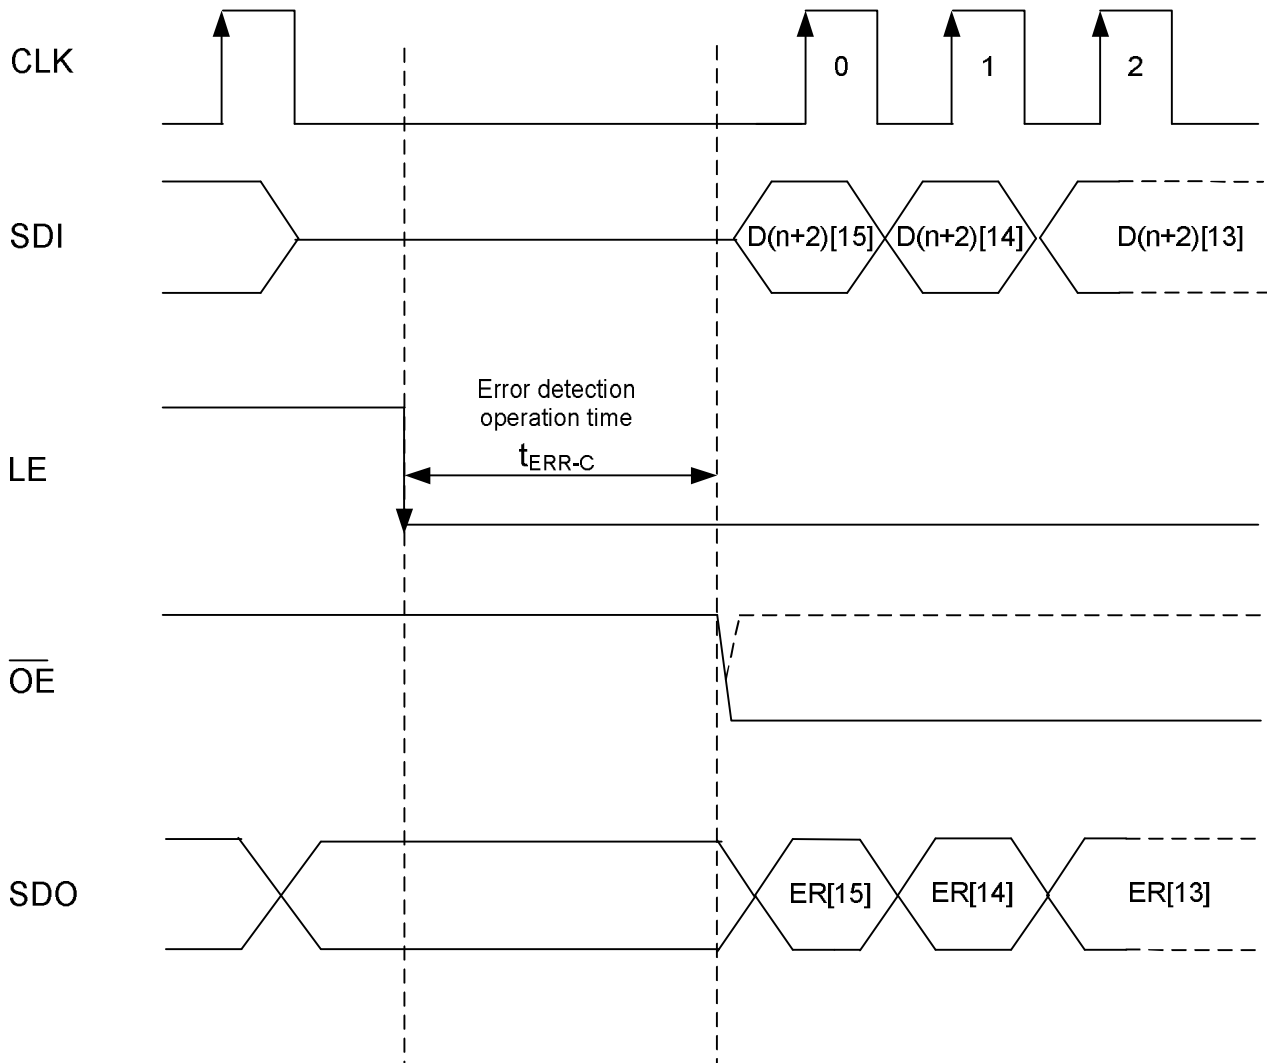 CLK
0
1
2
SDI
D(n+2)[15]
D(n+2)[14]
D(n+2)[13]
Error detection
operation time
tERR-C
LE
OE
SDO
ER[15]
ER[14]
ER[13]